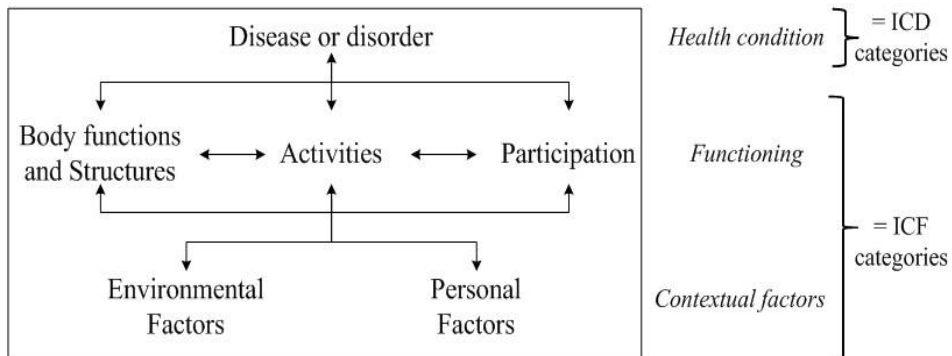 Disease or disorder
Health condition
= ICD
categories
Body functions
and Structures
Activities
Participation
Functioning
= ICF
categories
Environmental
Factors
Personal
Factors
Contextual factors